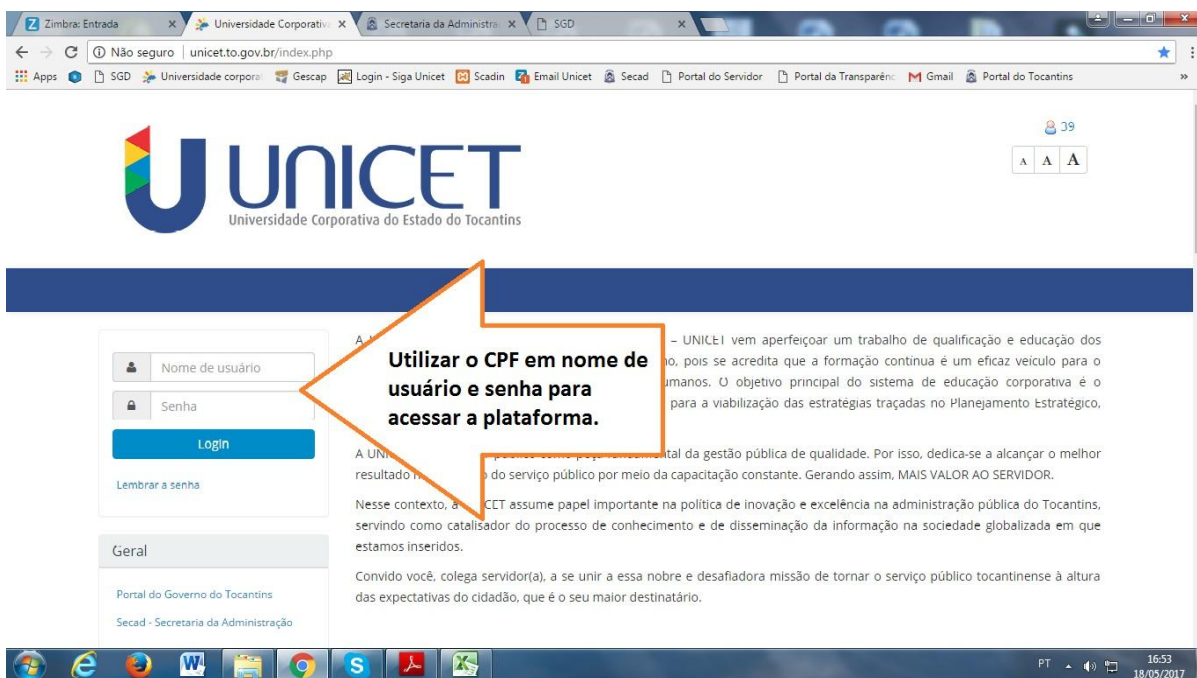 Zimbra: Entrada
Universidade Corporativ
Secretaria da Administra
SGD
Não seguro | unicet.to.gov.br/index.php
Apps
SGD
Universidade corpora
Gescap
Login - Siga Unicet
Scadin
Email Unicet
Secad
Portal do Servidor
Portal da Transparênc
Gmail
Portal do Tocantins
»
39
A A A
UNICET
Universidade Corporativa do Estado do Tocantins
Nome de usuário
Senha
Login
Lembrar a senha
Geral
Portal do Governo do Tocantins
Secad - Secretaria da Administração
Utilizar o CPF em nome de
usuário e senha para
acessar a plataforma.
– UNICET vem aperfeiçoar um trabalho de qualificação e educação dos
pois se acredita que a formação contínua é um eficaz veículo para o
umanos. O objetivo principal do sistema de educação corporativa é o
para a viabilização das estratégias traçadas no Planejamento Estratégico,
A UN tal da gestão pública de qualidade. Por isso, dedica-se a alcançar o melhor
resultado do serviço público por meio da capacitação constante. Gerando assim, MAIS VALOR AO SERVIDOR.
Nesse contexto, a CET assume papel importante na política de inovação e excelência na administração pública do Tocantins,
servindo como catalisador do processo de conhecimento e de disseminação da informação na sociedade globalizada em que
estamos inseridos.
Convido você, colega servidor(a), a se unir a essa nobre e desafiadora missão de tornar o serviço público tocantinense à altura
das expectativas do cidadão, que é o seu maior destinatário.
PT
16:53
18/05/2017